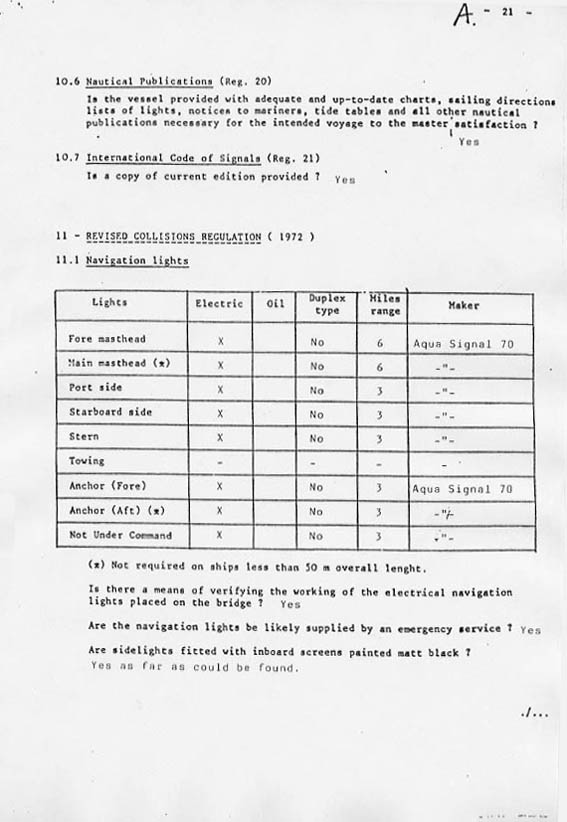 A. - 21 -
10.6 Nautical Publications (Reg. 20)
Is the vessel provided with adequate and up-to-date charts, sailing directions
lists of lights, notices to mariners, tide tables and all other nautical
publications necessary for the intended voyage to the master'satisfaction ?
Yes
10.7 International Code of Signals (Reg. 21)
Is a copy of current edition provided ? Yes
11 - REVISED COLLISIONS REGULATION ( 1972 )
11.1 Navigation lights
Lights Electric Oil Duplex type Miles range Maker
Fore masthead X No 6 Aqua Signal 70
Main masthead (*) X No 6 -"-
Port side X No 3 -"-
Starboard side X No 3 -"-
Stern X No 3 -"-
Towing - - - -
Anchor (Fore) X No 3 Aqua Signal 70
Anchor (Aft) (*) X No 3 -"-
Not Under Command X No 3 -"-
(*) Not required on ships less than 50 m overall lenght.
Is there a means of verifying the working of the electrical navigation
lights placed on the bridge ? Yes
Are the navigation lights be likely supplied by an emergency service ? Yes
Are sidelights fitted with inboard screens painted matt black ?
Yes as far as could be found.
./...